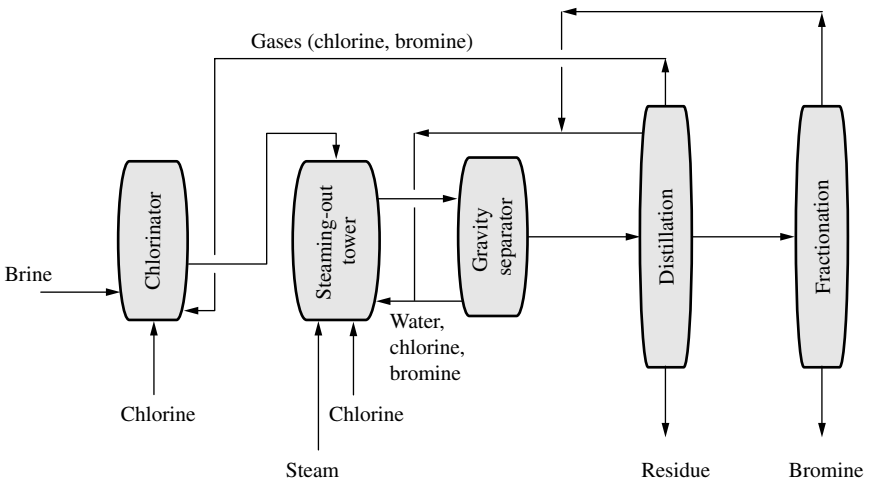 Gases (chlorine, bromine)
Chlorinator
Steaming-out
tower
Gravity
separator
Distillation
Fractionation
Brine
Water,
chlorine,
bromine
Chlorine
Chlorine
Steam
Residue
Bromine